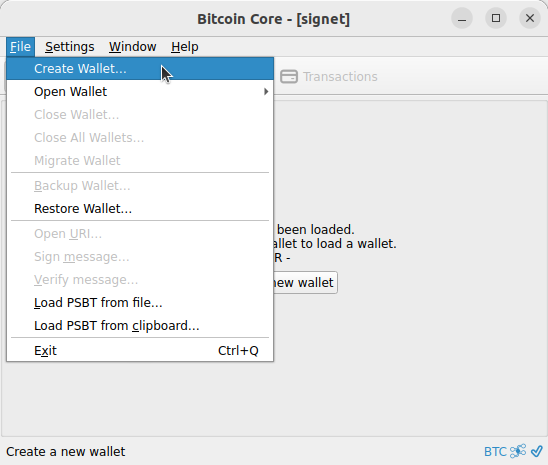 Bitcoin Core - [signet]
File Settings Window Help
Create Wallet...
Transactions
Open Wallet
Close Wallet...
Close All Wallets...
Migrate Wallet
Backup Wallet...
Restore Wallet...
been loaded.
Open URI...
allet to load a wallet.
Sign message...
R -
Verify message...
new wallet
Load PSBT from file...
Load PSBT from clipboard...
Exit Ctrl+Q
Create a new wallet BTC